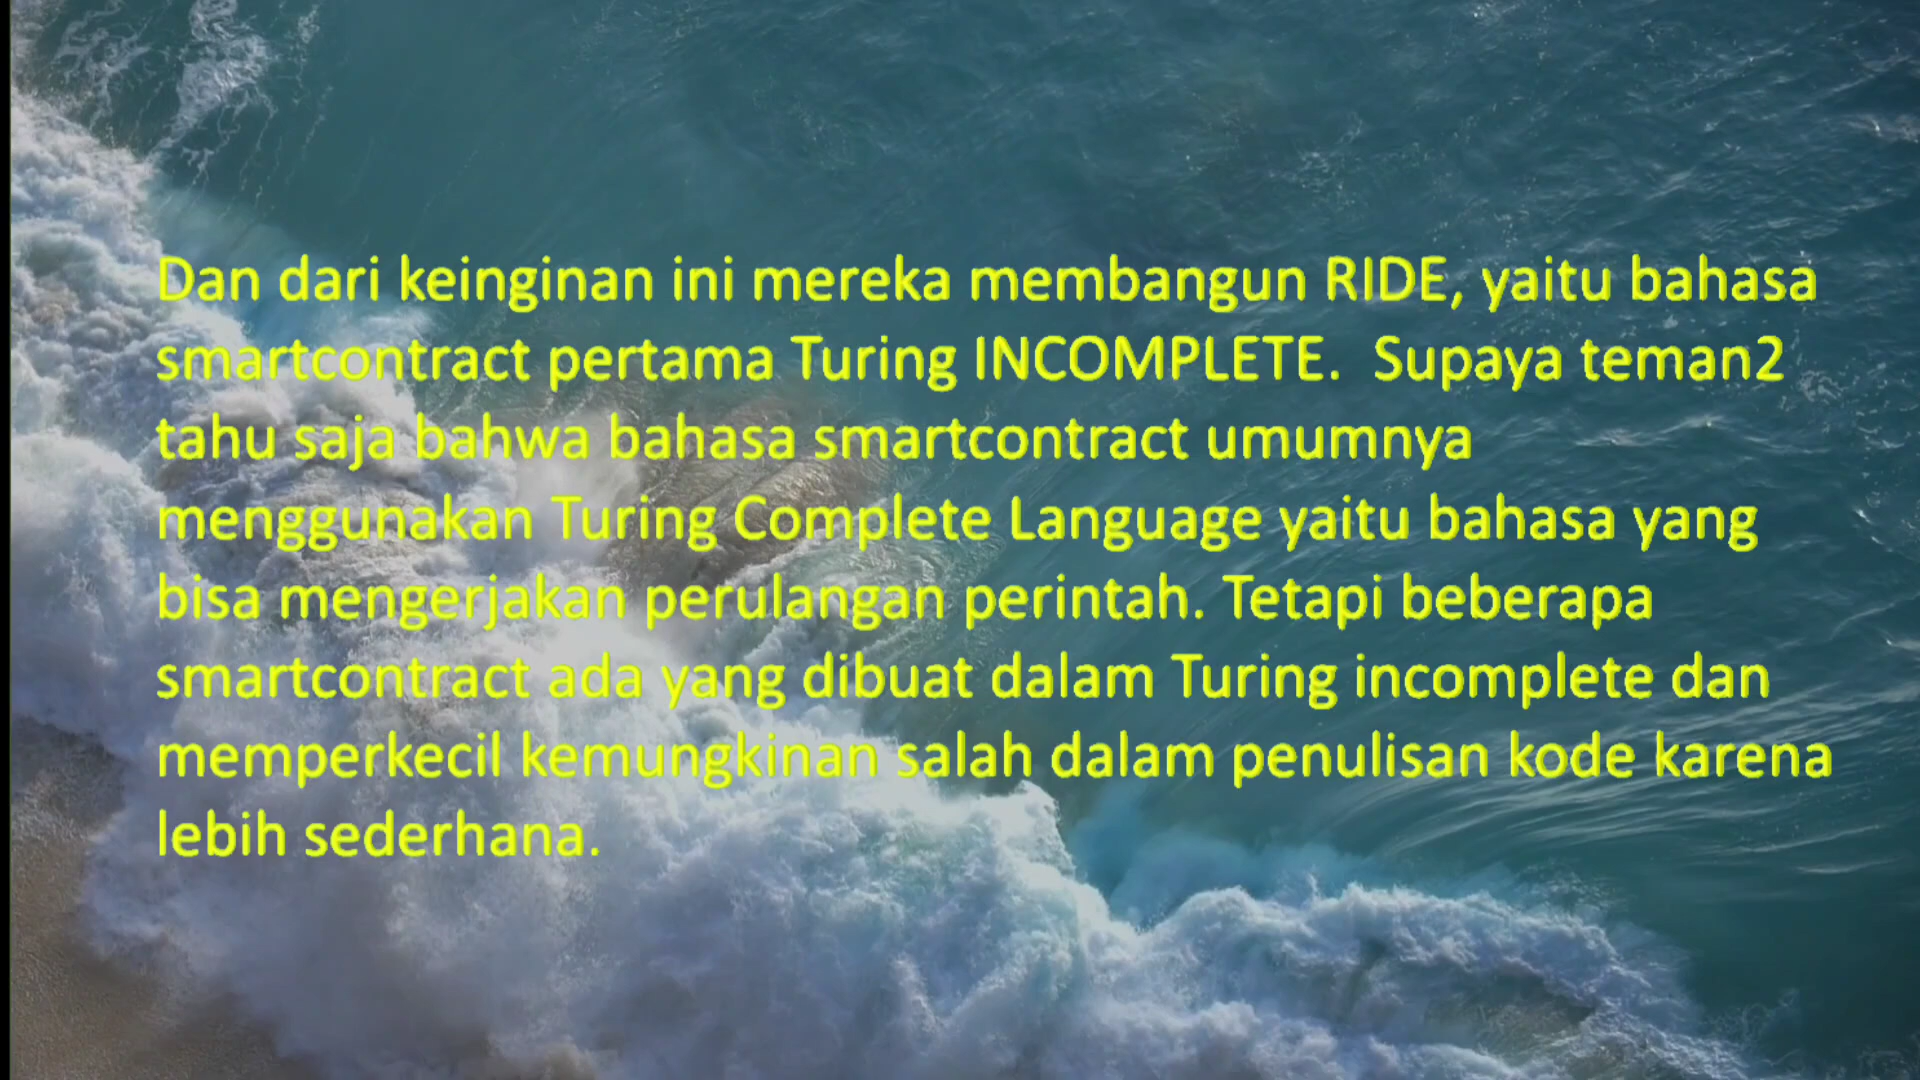 Dan dari keinginan ini mereka membangun RIDE, yaitu bahasa
smartcontract pertama Turing INCOMPLETE.  Supaya teman2
tahu saja bahwa bahasa smartcontract umumnya
menggunakan Turing Complete Language yaitu bahasa yang
bisa mengerjakan perulangan perintah. Tetapi beberapa
smartcontract ada yang dibuat dalam Turing incomplete dan
memperkecil kemungkinan salah dalam penulisan kode karena
lebih sederhana.